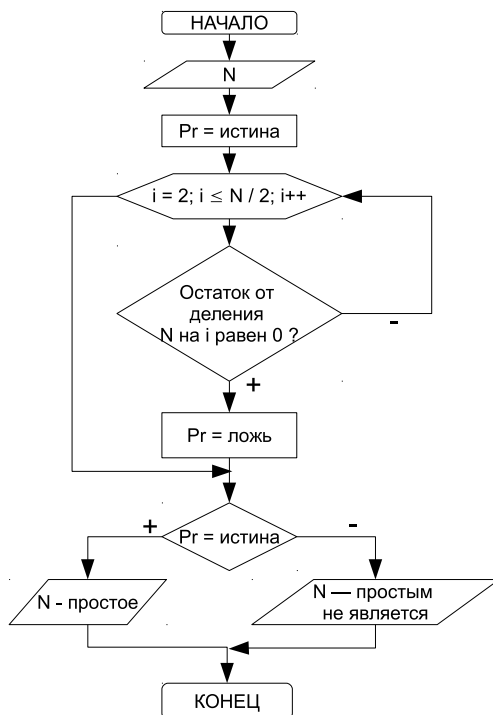 НАЧАЛО
N
Pr = истина
i = 2; i ≤ N / 2; i++
Остаток от
деления
N на i равен 0 ?
-
+
Pr = ложь
+
-
Pr = истина
N - простое
N — простым
не является
КОНЕЦ